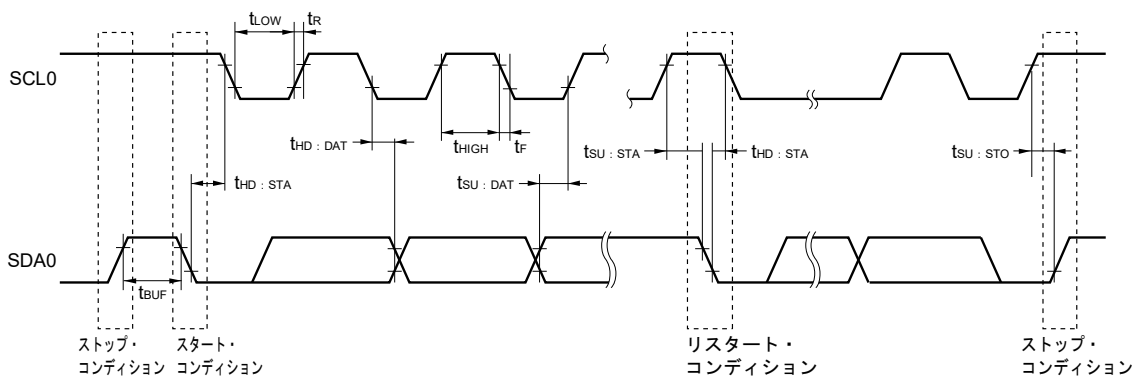 tLOW tR
SCL0
tHD : DAT tHIGH tF tSU : STA tHD : STA tSU : STO
tHD : STA tSU : DAT
SDA0
tBUF
ストップ・
コンディション
スタート・
コンディション
リスタート・
コンディション
ストップ・
コンディション